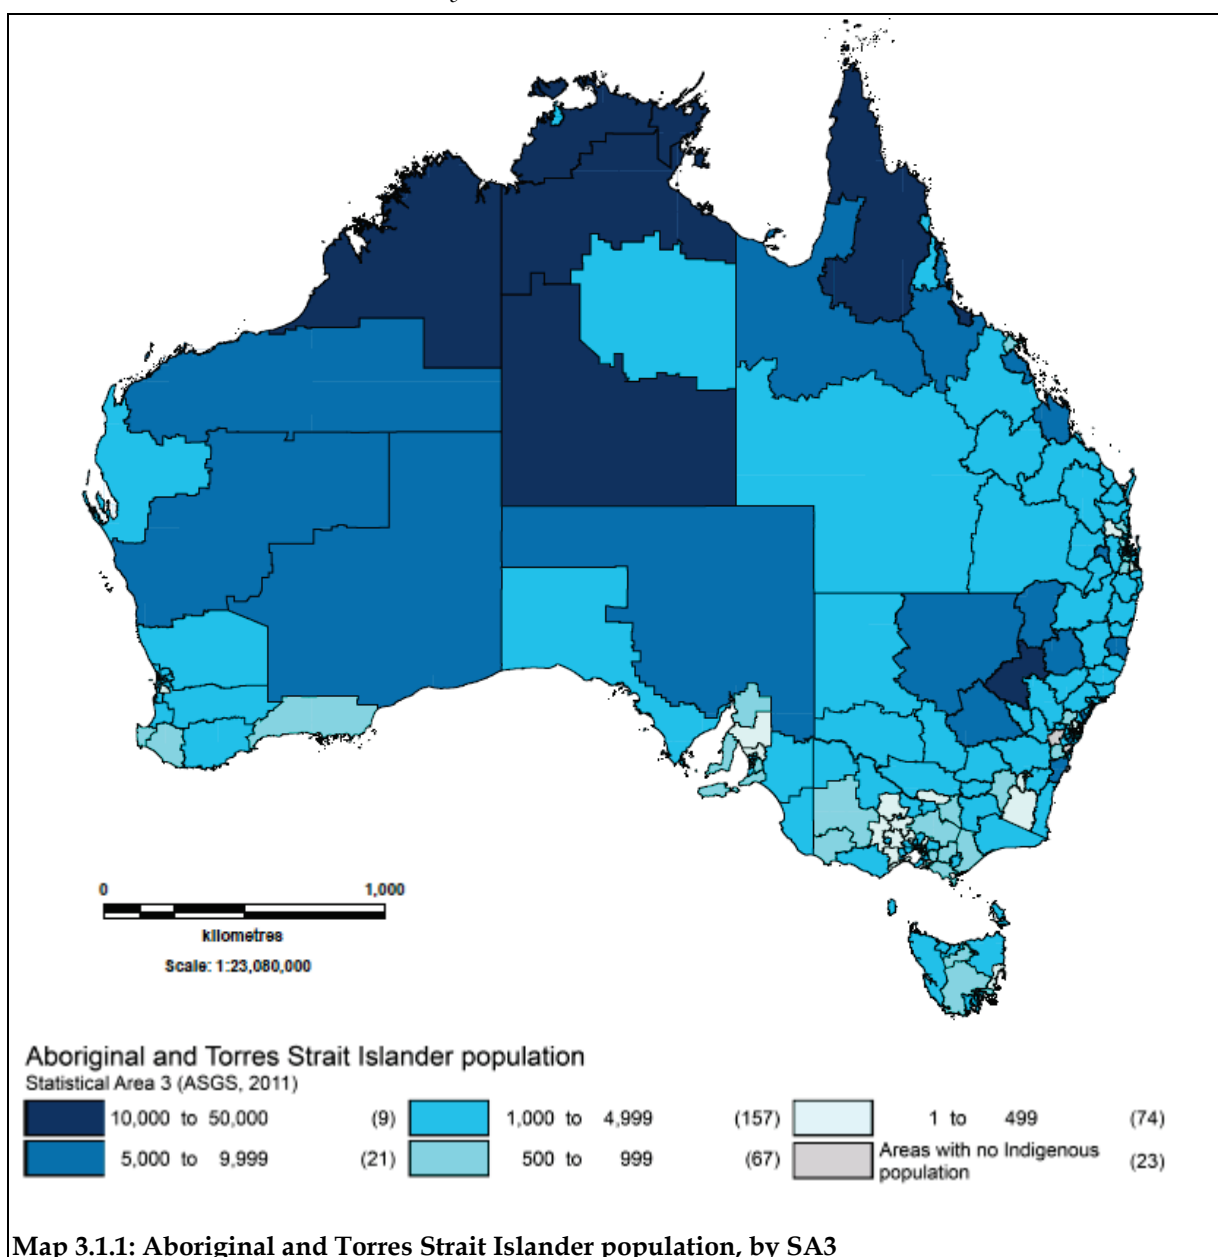 0 1,000
kilometres
Scale: 1:23,080,000
Aboriginal and Torres Strait Islander population
Statistical Area 3 (ASGS, 2011)
10,000 to 50,000 (9) 1,000 to 4,999 (157) 1 to 499 (74)
5,000 to 9,999 (21) 500 to 999 (67) Areas with no Indigenous population (23)
Map 3.1.1: Aboriginal and Torres Strait Islander population, by SA3